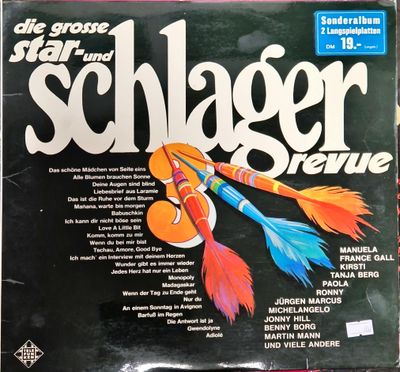 die grosse
star- und
schlager
revue
3
Sonderalbum
2 Langspielplatten
DM 19.-
Das schöne Mädchen von Seite eins
Alle Blumen brauchen Sonne
Deine Augen sind blind
Liebesbrief aus Laramie
Das ist die Ruhe vor dem Sturm
Mahana, warte bis morgen
Babuschkin
Ich kann dir nicht böse sein
Love A Little Bit
Komm, komm zu mir
Wenn du bei mir bist
Tschau, Amore, Good Bye
Ich mach' ein Interview mit deinem Herzen
Wunder gibt es immer wieder
Jedes Herz hat nur ein Leben
Monopoly
Madagaskar
Wenn der Tag zu Ende geht
Nur du
An einem Sonntag in Avignon
Barfuß im Regen
Die Antwort ist ja
Gwendolyne
Adiolé
MANUELA
FRANCE GALL
KIRSTI
TANJA BERG
PAOLA
RONNY
JÜRGEN MARCUS
MICHELANGELO
JONNY HILL
BENNY BORG
MARTIN MANN
UND VIELE ANDERE
TELE
FUN
KEN